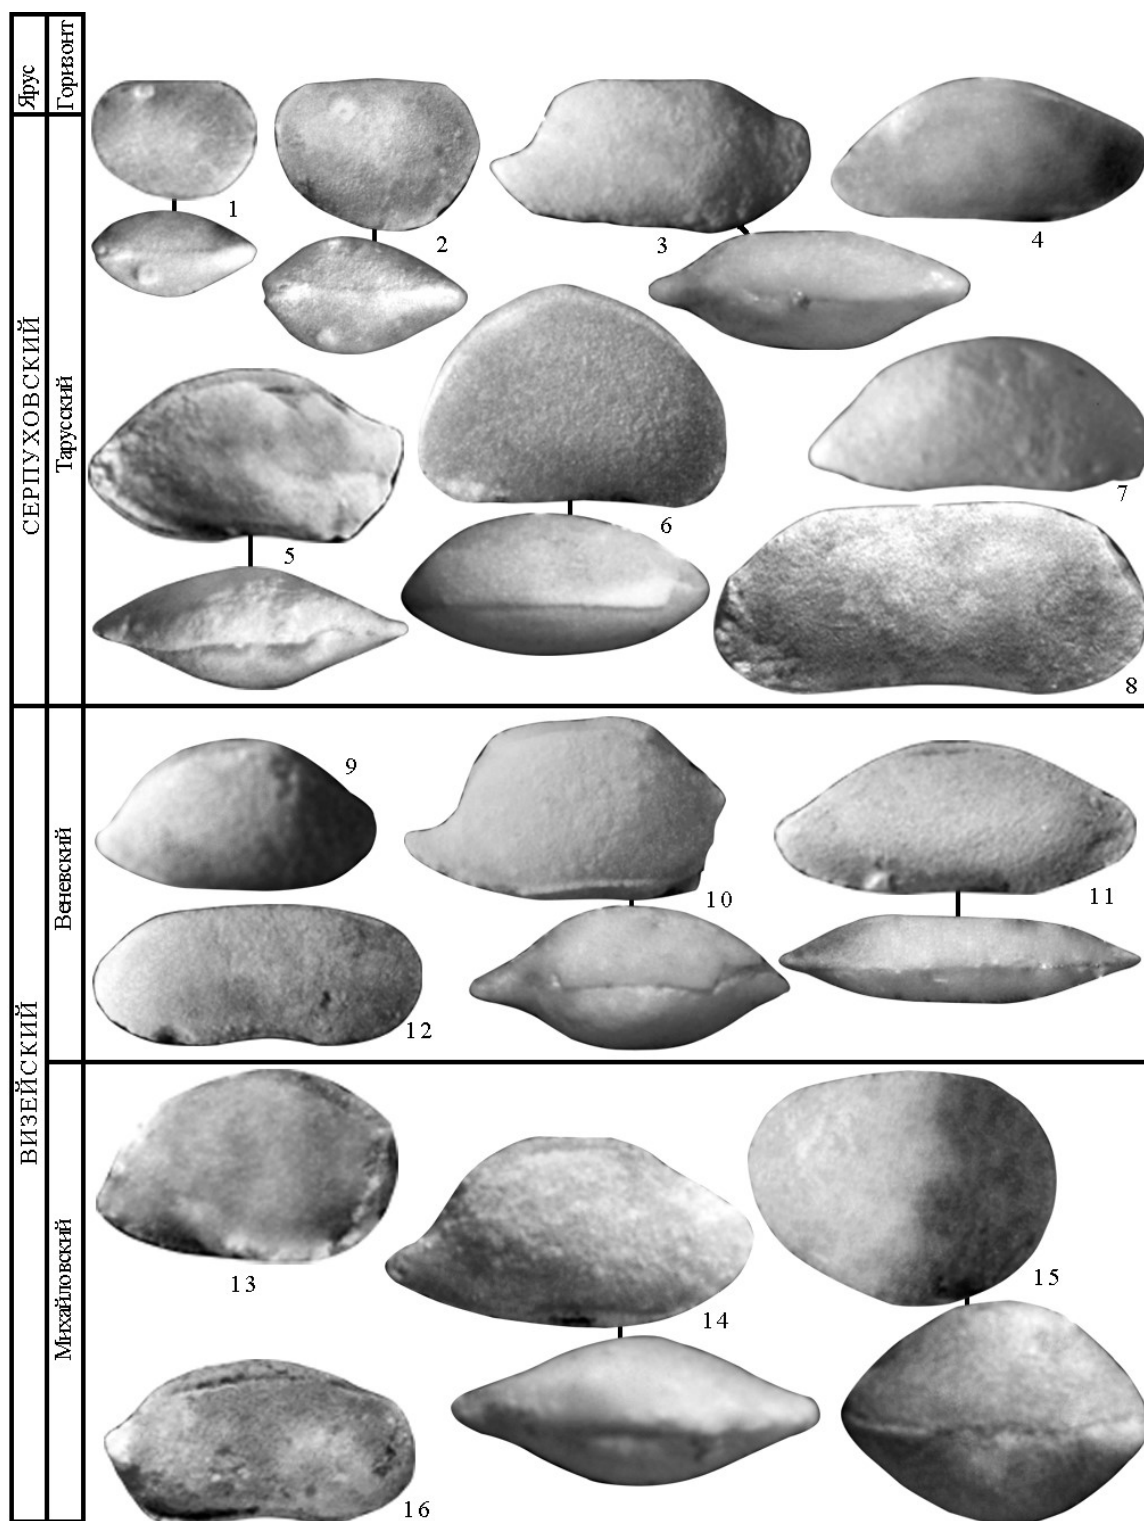 Ярус
Горизонт
СЕРПУХОВСКИЙ
Тарусский
1
2
3
4
5
6
7
8
ВИЗЕЙСКИЙ
Веневский
9
10
11
12
Михайловский
13
14
15
16